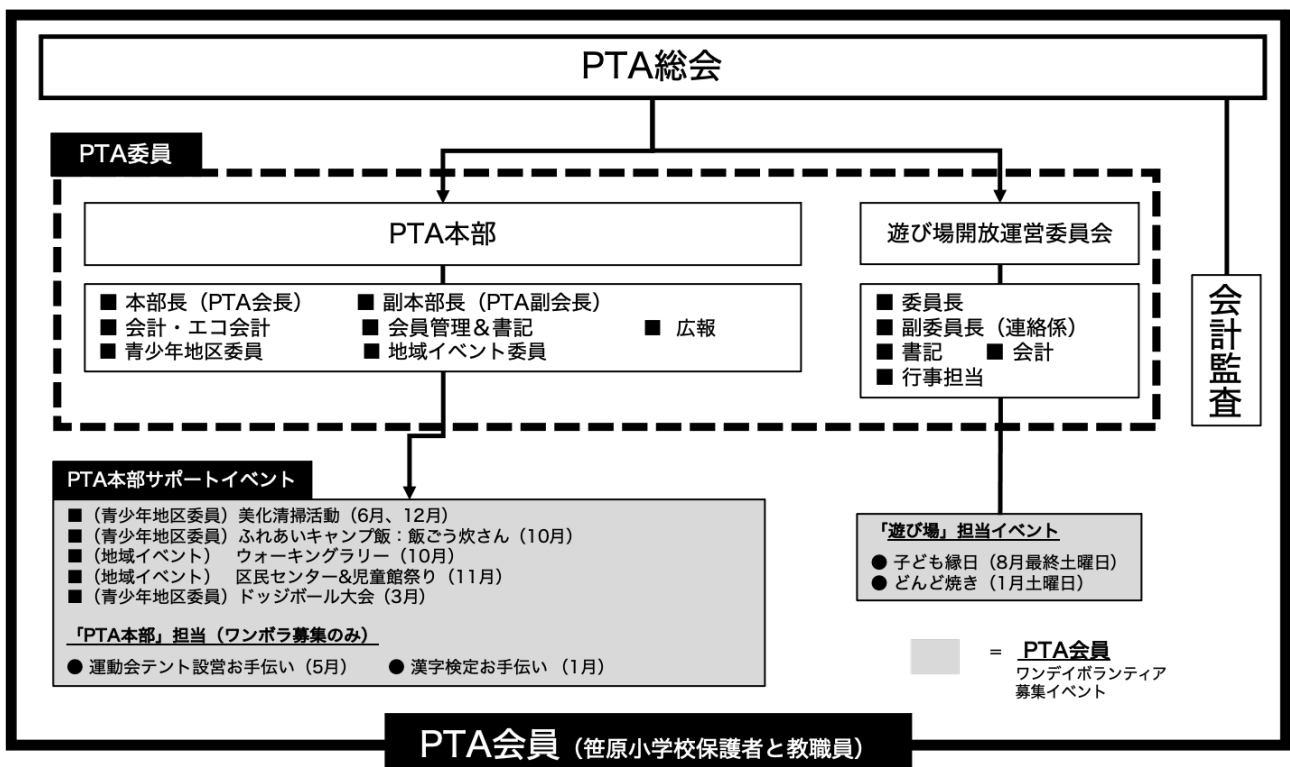 PTA総会
PTA委員
PTA本部
遊び場開放運営委員会
■ 本部長（PTA会長） ■ 副本部長（PTA副会長）
■ 会計・エコ会計 ■ 会員管理＆書記 ■ 広報
■ 青少年地区委員 ■ 地域イベント委員
■ 委員長
■ 副委員長（連絡係）
■ 書記 ■ 会計
■ 行事担当
会計監査
PTA本部サポートイベント
■ （青少年地区委員）美化清掃活動（6月、12月）
■ （青少年地区委員）ふれあいキャンプ飯：飯ごう炊さん（10月）
■ （地域イベント） ウォーキングラリー（10月）
■ （地域イベント） 区民センター&児童館祭り（11月）
■ （青少年地区委員）ドッジボール大会（3月）
「PTA本部」担当（ワンボラ募集のみ）
● 運動会テント設営お手伝い（5月） ● 漢字検定お手伝い（1月）
「遊び場」担当イベント
● 子ども縁日（8月最終土曜日）
● どんど焼き（1月土曜日）
= PTA会員
ワンデイボランティア
募集イベント
PTA会員（笹原小学校保護者と教職員）